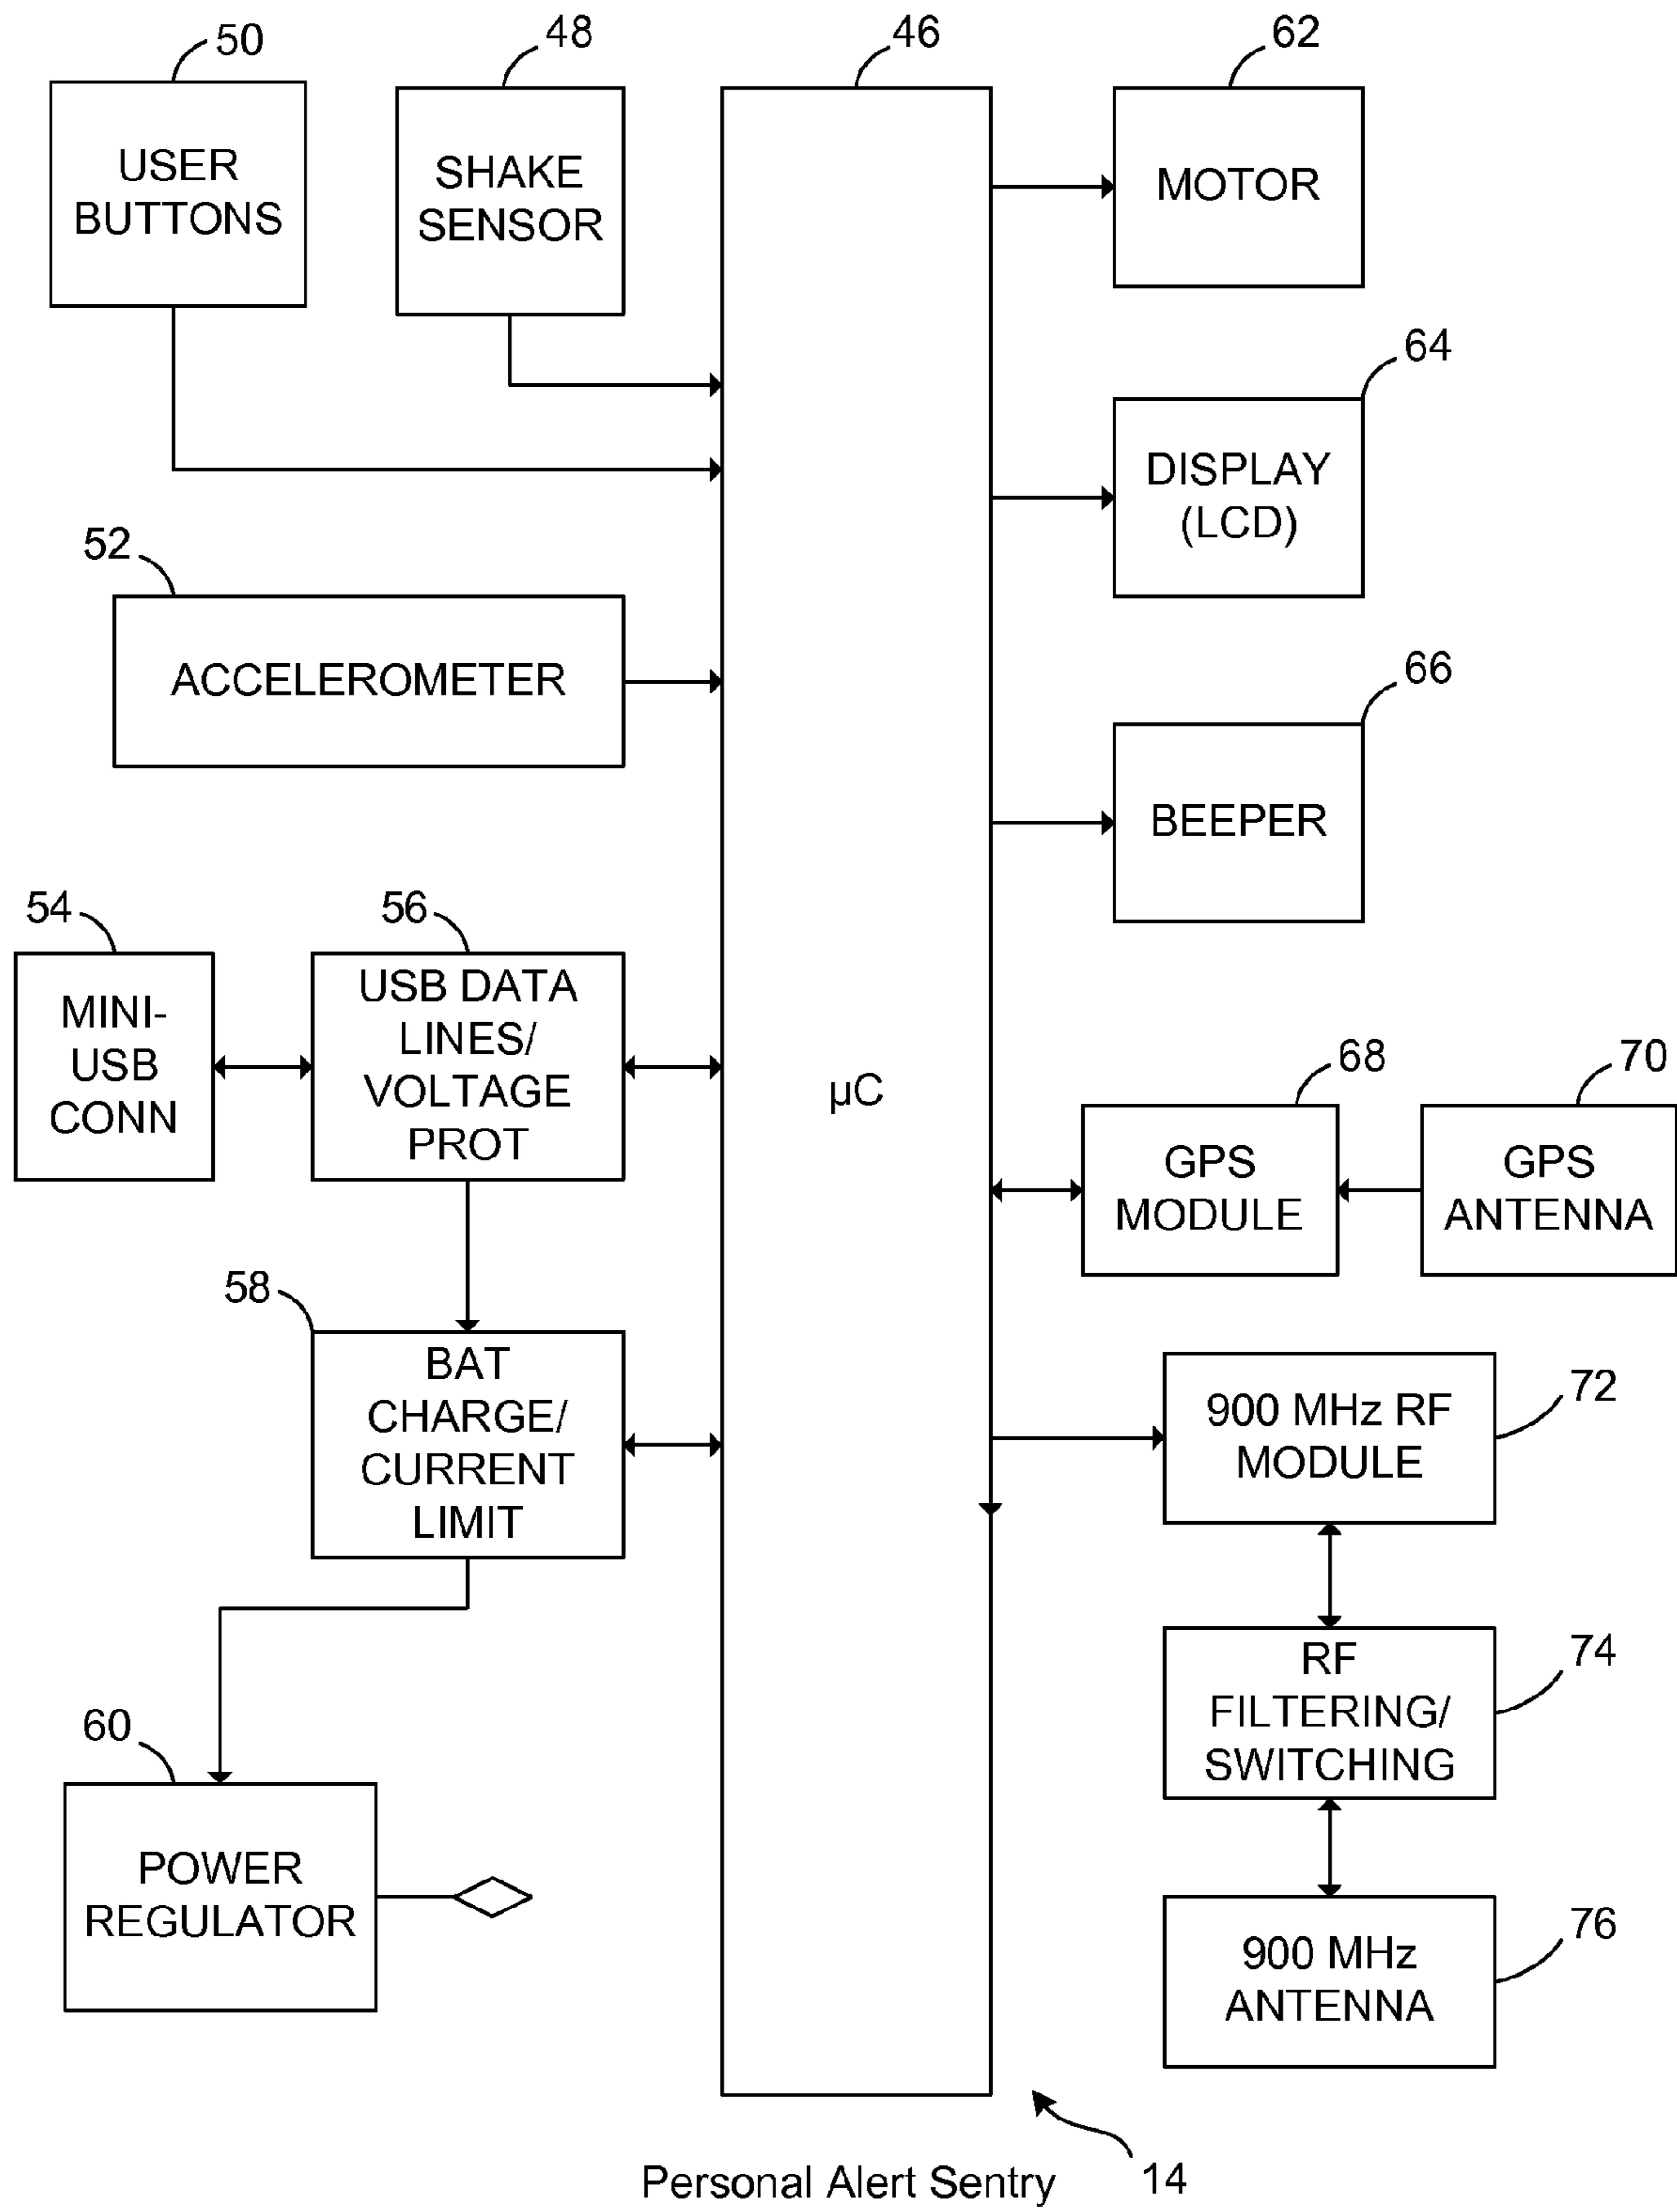 50
48
46
62
USER
BUTTONS
SHAKE
SENSOR
MOTOR
64
DISPLAY
(LCD)
52
ACCELEROMETER
66
BEEPER
54
56
MINI-
USB
CONN
USB DATA
LINES/
VOLTAGE
PROT
µC
68
70
GPS
MODULE
GPS
ANTENNA
58
BAT
CHARGE/
CURRENT
LIMIT
72
900 MHz RF
MODULE
74
RF
FILTERING/
SWITCHING
60
POWER
REGULATOR
76
900 MHz
ANTENNA
14
Personal Alert Sentry